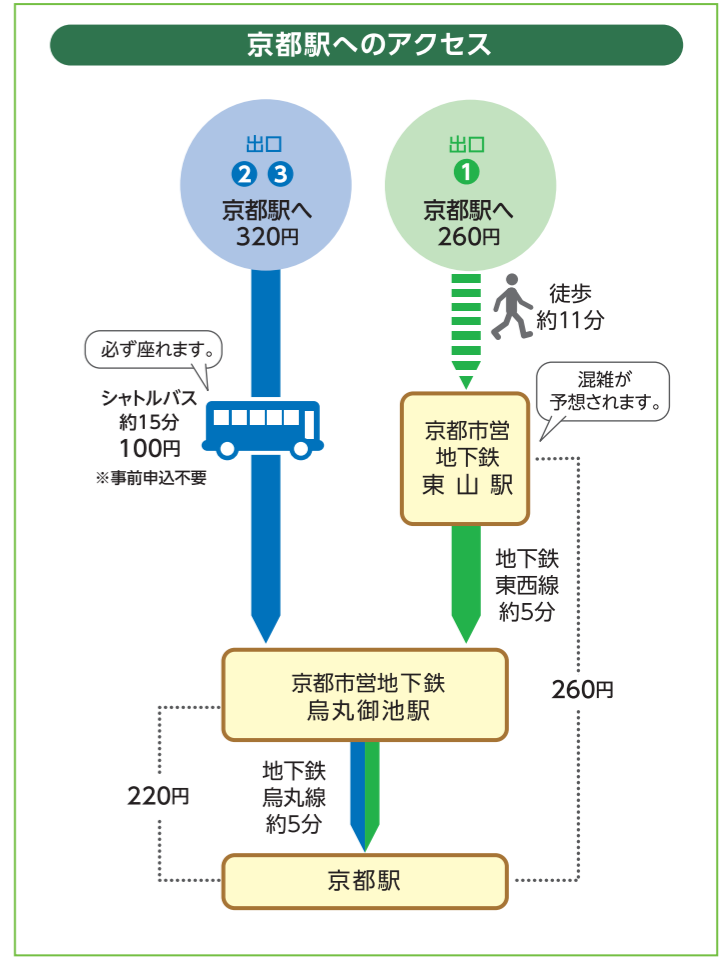 京都駅へのアクセス
出口
2 3
京都駅へ
320円
出口
1
京都駅へ
260円
徒歩
約11分
必ず座れます。
シャトルバス
約15分
100円
※事前申込不要
混雑が
予想されます。
京都市営
地下鉄
東山駅
地下鉄
東西線
約5分
京都市営地下鉄
烏丸御池駅
260円
地下鉄
烏丸線
約5分
220円
京都駅